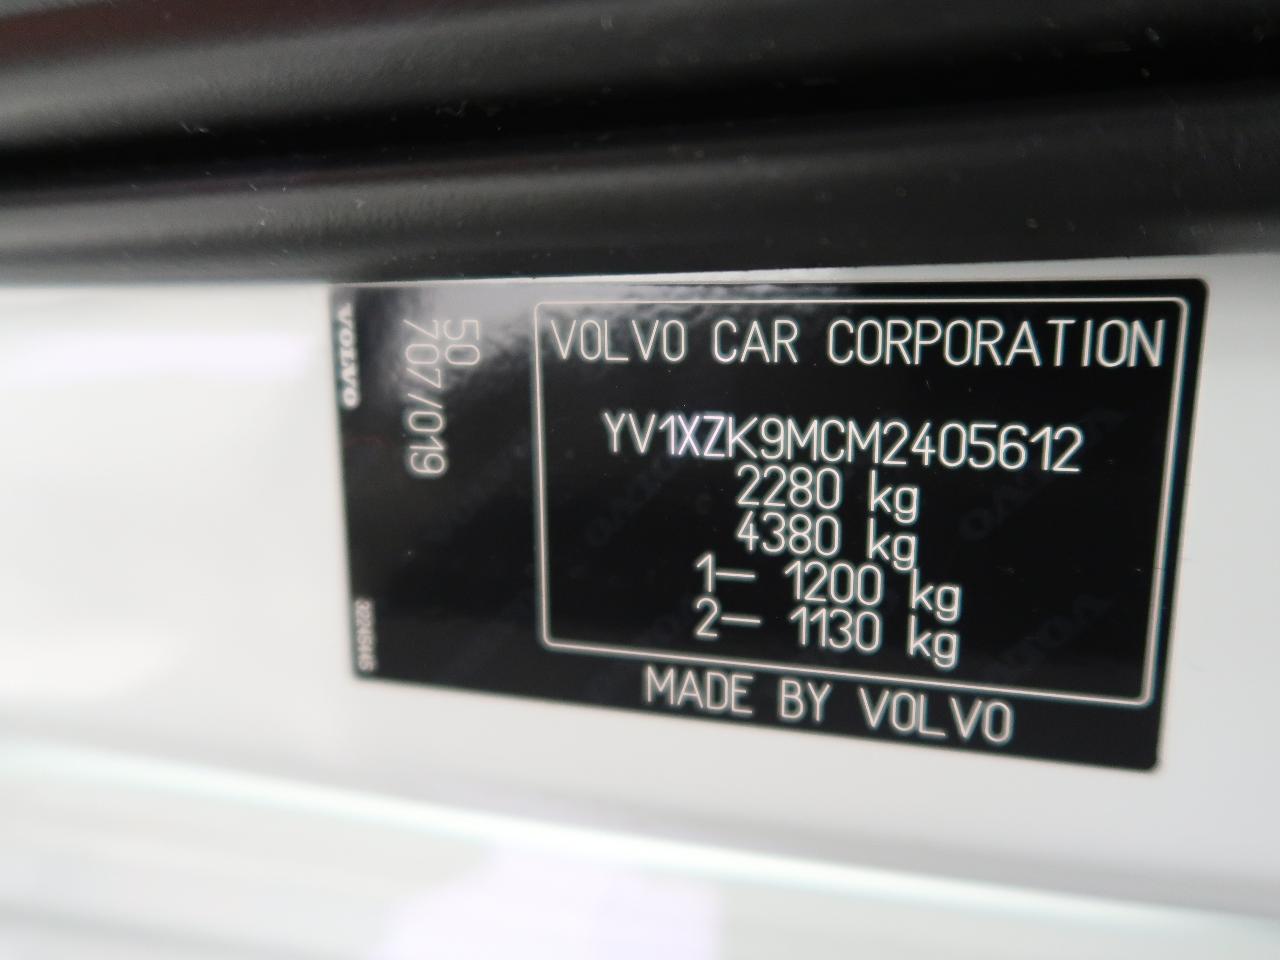 VOLVO
50
707/019
32245145
VOLVO CAR CORPORATION
YV1XZK9MCM2405612
2280 kg
4380 kg
1— 1200 kg
2— 1130 kg
MADE BY VOLVO